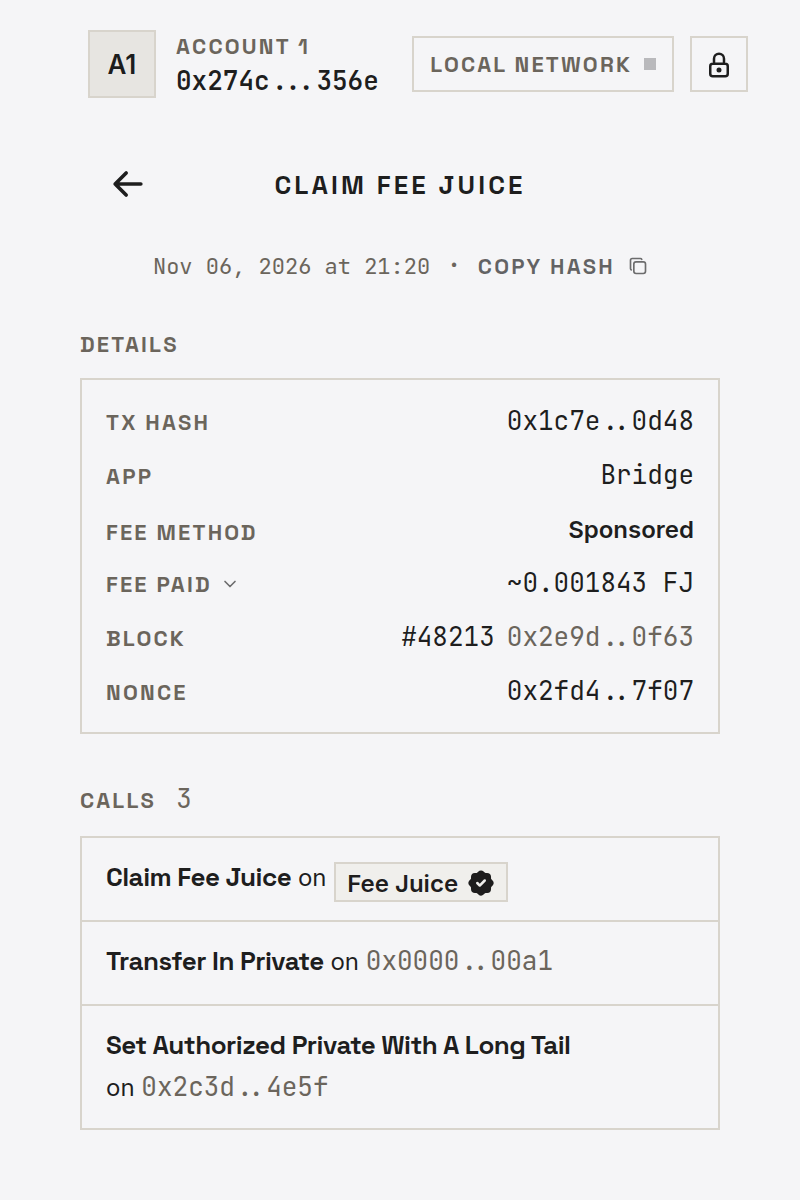 A1
ACCOUNT 1
0x274c...356e
LOCAL NETWORK
CLAIM FEE JUICE
Nov 06, 2026 at 21:20 • COPY HASH
DETAILS
TX HASH 0x1c7e..0d48
APP Bridge
FEE METHOD Sponsored
FEE PAID ~0.001843 FJ
BLOCK #48213 0x2e9d..0f63
NONCE 0x2fd4..7f07
CALLS 3
Claim Fee Juice on Fee Juice
Transfer In Private on 0x0000..00a1
Set Authorized Private With A Long Tail
on 0x2c3d..4e5f